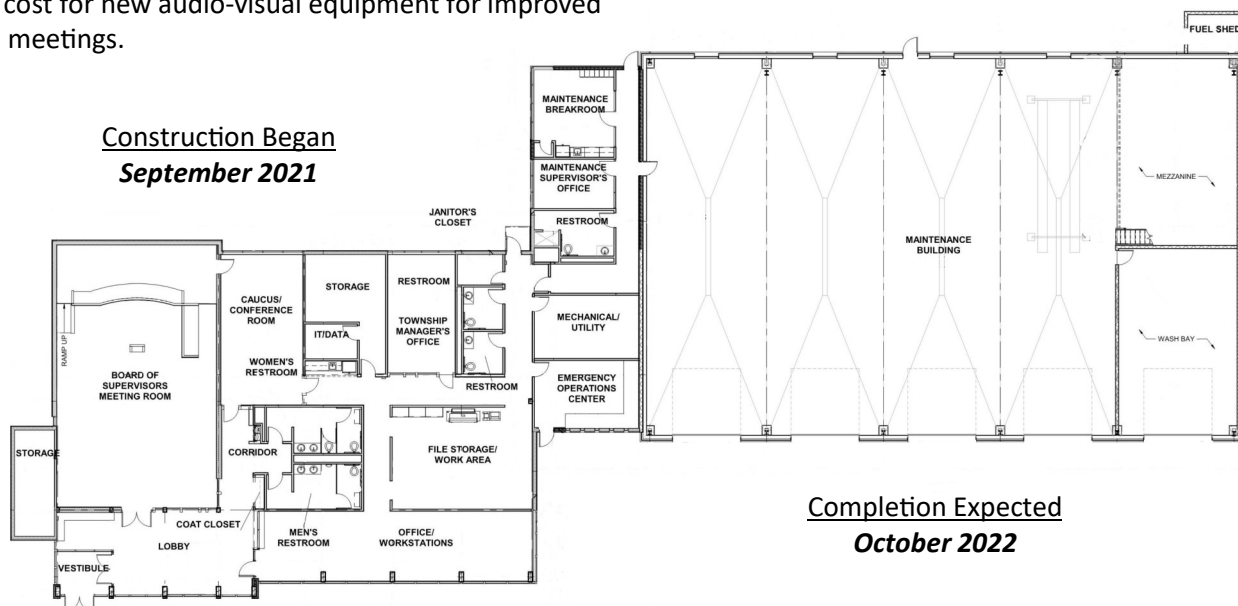 cost for new audio-visual equipment for improved
meetings.
FUEL SHED
Construction Began
September 2021
MAINTENANCE
BREAKROOM
MAINTENANCE
SUPERVISOR'S
OFFICE
RESTROOM
JANITOR'S
CLOSET
MAINTENANCE
BUILDING
MEZZANINE
WASH BAY
RAMP UP
BOARD OF
SUPERVISORS
MEETING ROOM
CAUCUS/
CONFERENCE
ROOM
STORAGE
IT/DATA
RESTROOM
TOWNSHIP
MANAGER'S
OFFICE
MECHANICAL/
UTILITY
WOMEN'S
RESTROOM
RESTROOM
EMERGENCY
OPERATIONS
CENTER
STORAGE
CORRIDOR
FILE STORAGE/
WORK AREA
COAT CLOSET
LOBBY
MEN'S
RESTROOM
OFFICE/
WORKSTATIONS
VESTIBULE
Completion Expected
October 2022